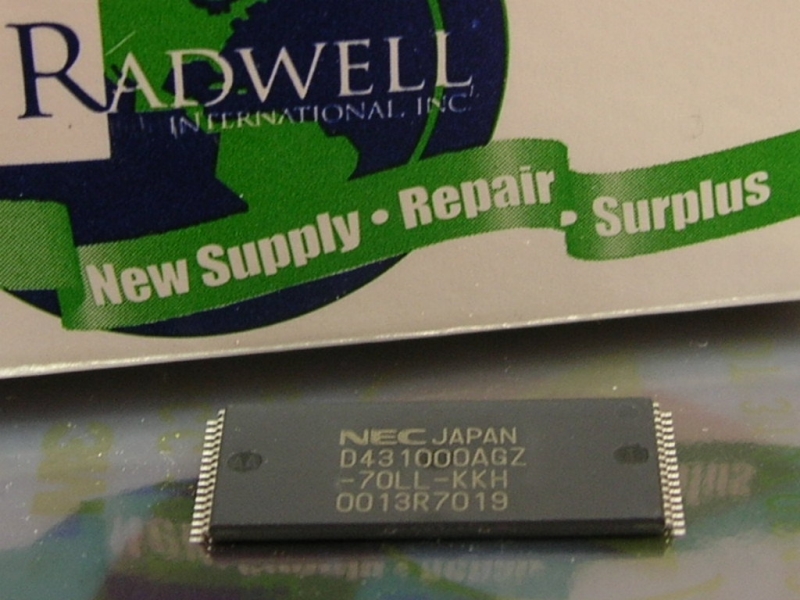 RADWELL
INTERNATIONAL, INC.
New Supply • Repair • Surplus
NEC JAPAN
D431000AGZ
-70LL-KKH
0013R7019